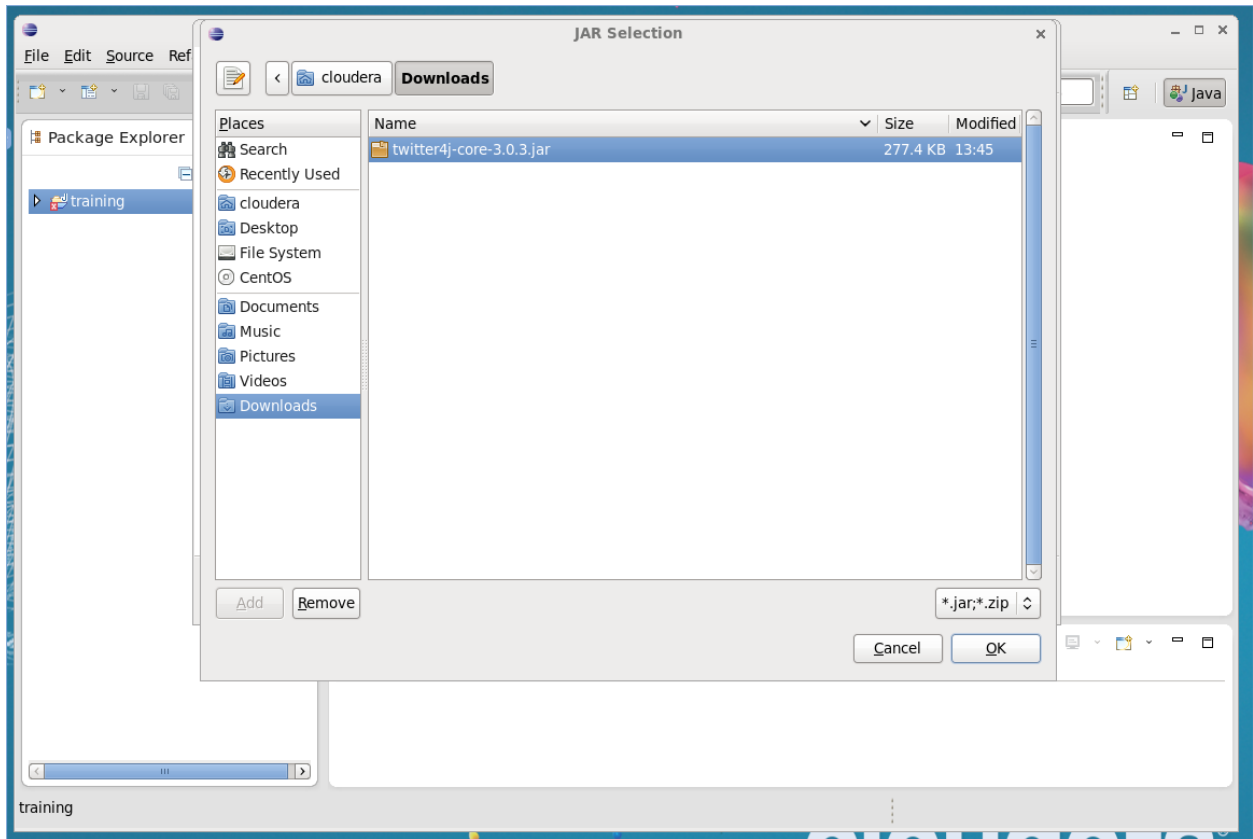 JAR Selection
File Edit Source Ref
cloudera Downloads
Java
Package Explorer
Places
Name Size Modified
Search
twitter4j-core-3.0.3.jar 277.4 KB 13:45
Recently Used
training
cloudera
Desktop
File System
CentOS
Documents
Music
Pictures
Videos
Downloads
Add Remove
*.jar;*.zip
Cancel OK
training